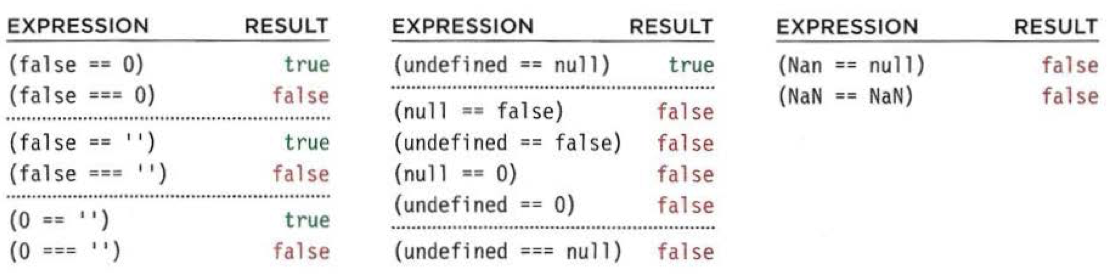 EXPRESSION RESULT
(false == 0) true
(false === 0) false
(false == '') true
(false === '') false
(0 == '') true
(0 === '') false
EXPRESSION RESULT
(undefined == null) true
(null == false) false
(undefined == false) false
(null == 0) false
(undefined == 0) false
(undefined === null) false
EXPRESSION RESULT
(Nan == null) false
(NaN == NaN) false